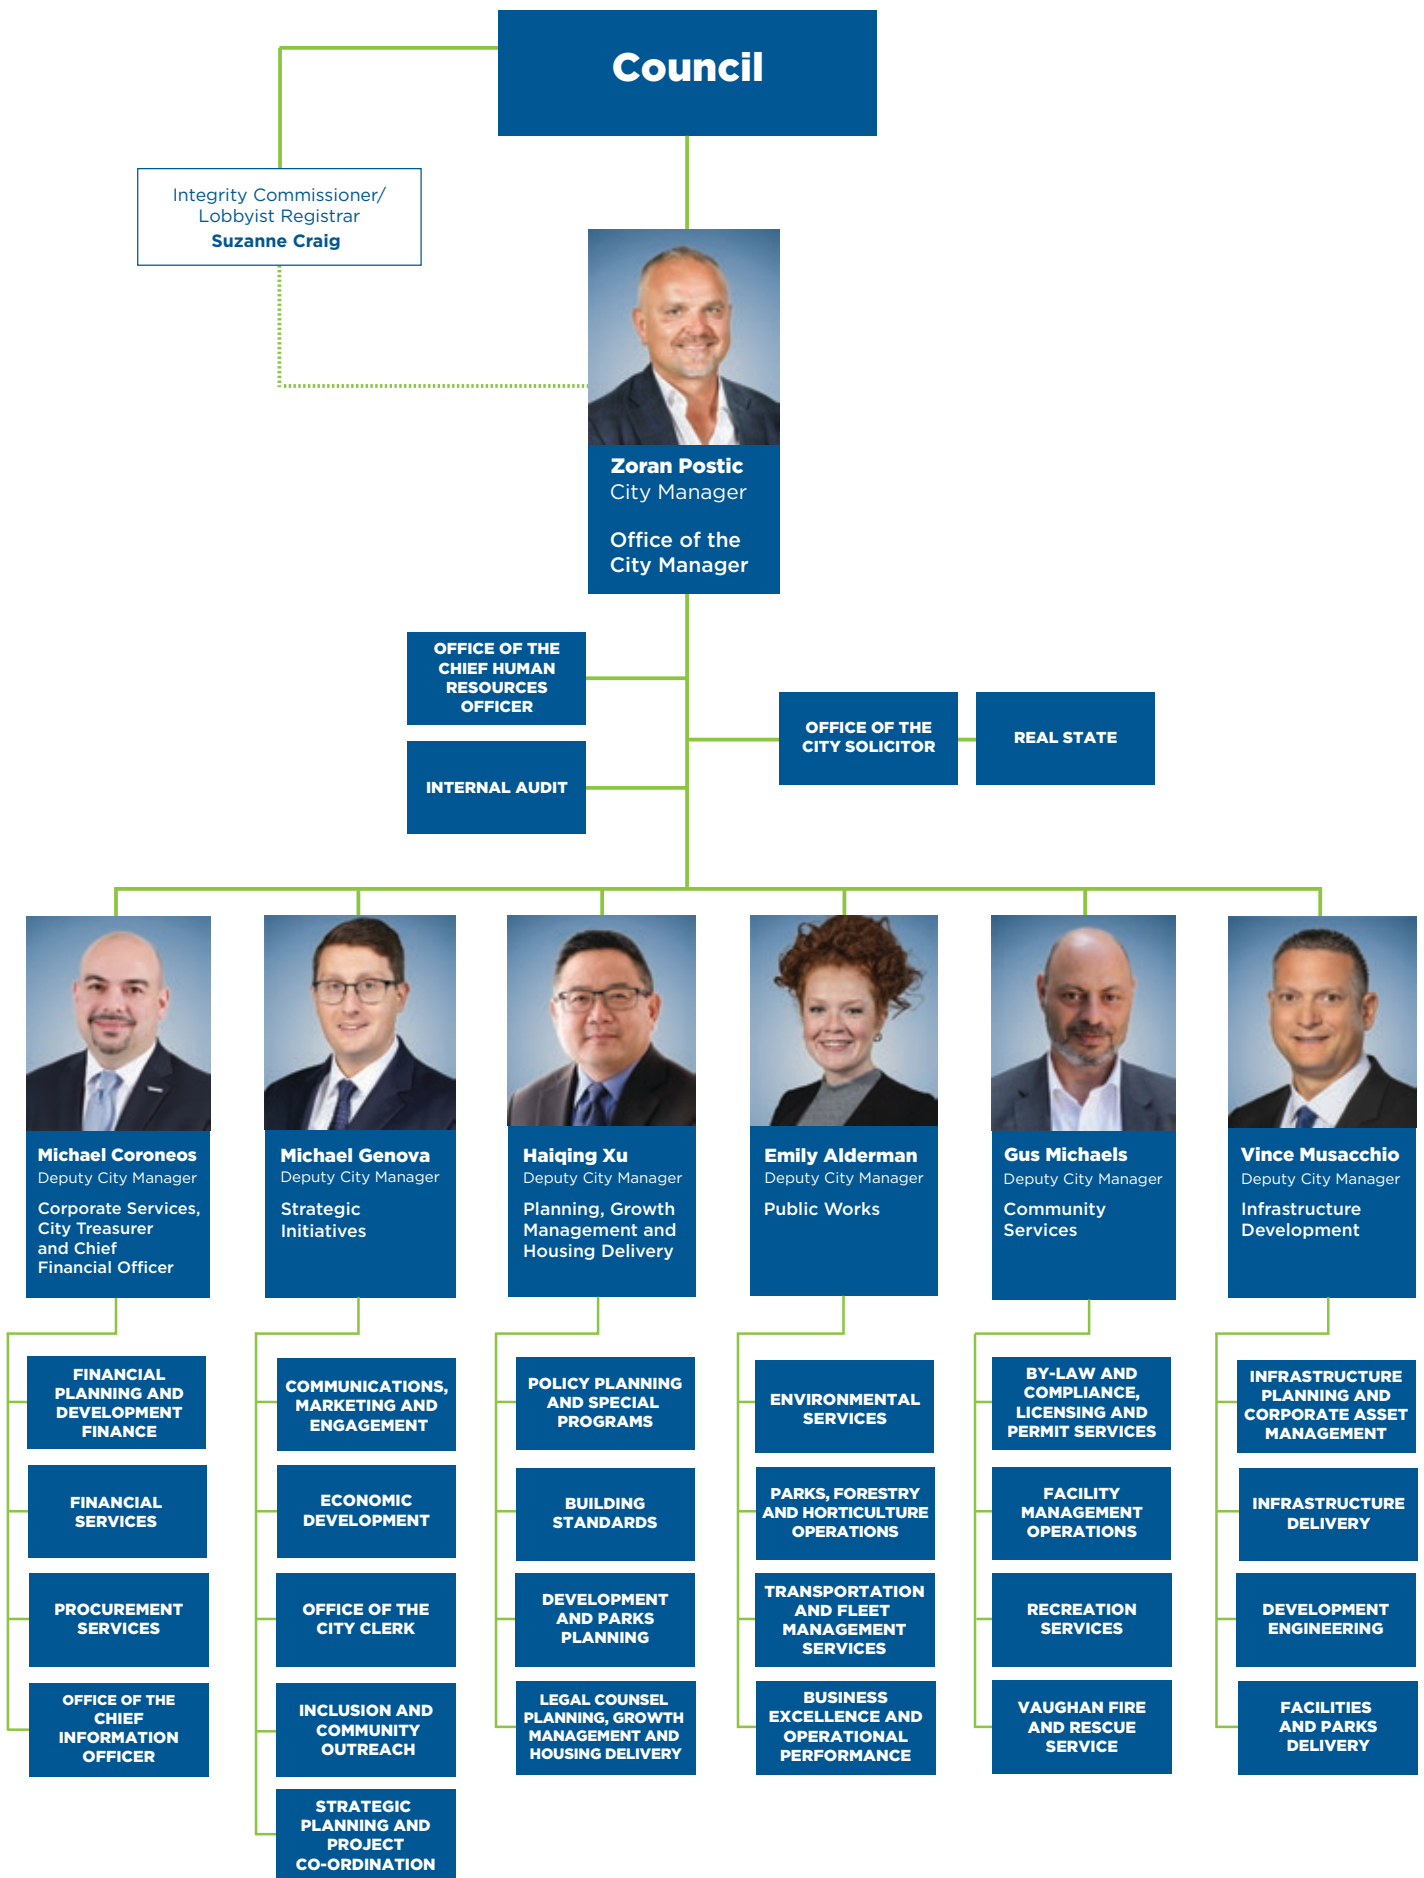 Council
Integrity Commissioner/
Lobbyist Registrar
Suzanne Craig
Zoran Postic
City Manager
Office of the
City Manager
OFFICE OF THE
CHIEF HUMAN
RESOURCES
OFFICER
INTERNAL AUDIT
OFFICE OF THE
CITY SOLICITOR
REAL STATE
Michael Coroneos
Deputy City Manager
Corporate Services,
City Treasurer
and Chief
Financial Officer
Michael Genova
Deputy City Manager
Strategic
Initiatives
Haiqing Xu
Deputy City Manager
Planning, Growth
Management and
Housing Delivery
Emily Alderman
Deputy City Manager
Public Works
Gus Michaels
Deputy City Manager
Community
Services
Vince Musacchio
Deputy City Manager
Infrastructure
Development
FINANCIAL
PLANNING AND
DEVELOPMENT
FINANCE
FINANCIAL
SERVICES
PROCUREMENT
SERVICES
OFFICE OF THE
CHIEF
INFORMATION
OFFICER
COMMUNICATIONS,
MARKETING AND
ENGAGEMENT
ECONOMIC
DEVELOPMENT
OFFICE OF THE
CITY CLERK
INCLUSION AND
COMMUNITY
OUTREACH
STRATEGIC
PLANNING AND
PROJECT
CO-ORDINATION
POLICY PLANNING
AND SPECIAL
PROGRAMS
BUILDING
STANDARDS
DEVELOPMENT
AND PARKS
PLANNING
LEGAL COUNSEL
PLANNING, GROWTH
MANAGEMENT AND
HOUSING DELIVERY
ENVIRONMENTAL
SERVICES
PARKS, FORESTRY
AND HORTICULTURE
OPERATIONS
TRANSPORTATION
AND FLEET
MANAGEMENT
SERVICES
BUSINESS
EXCELLENCE AND
OPERATIONAL
PERFORMANCE
BY-LAW AND
COMPLIANCE,
LICENSING AND
PERMIT SERVICES
FACILITY
MANAGEMENT
OPERATIONS
RECREATION
SERVICES
VAUGHAN FIRE
AND RESCUE
SERVICE
INFRASTRUCTURE
PLANNING AND
CORPORATE ASSET
MANAGEMENT
INFRASTRUCTURE
DELIVERY
DEVELOPMENT
ENGINEERING
FACILITIES
AND PARKS
DELIVERY